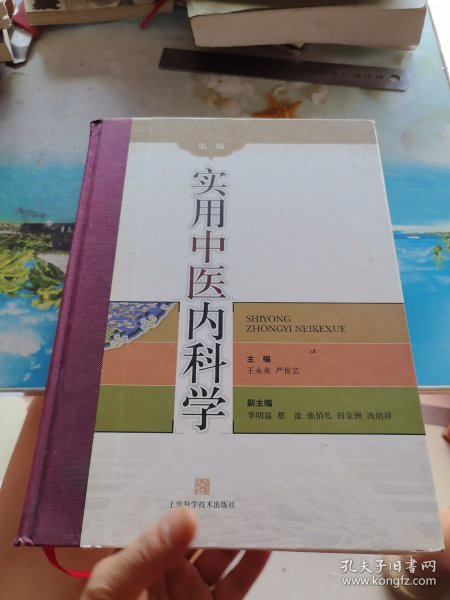 第二版
实用中医内科学
SHIYONG
ZHONGYI NEIKEXUE
主 编
王永炎 严世芸
副主编
李明富 蔡淦 张伯礼 田金洲 冼绍祥
上海科学技术出版社
孔夫子旧书网
www.kongfz.com